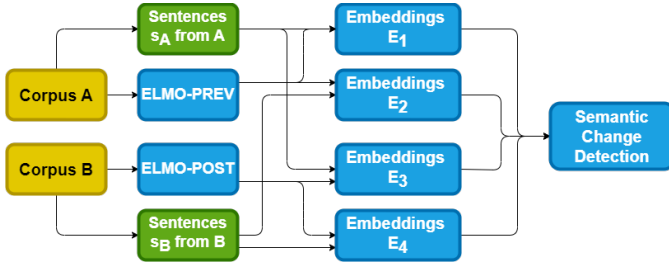 Sentences
sA from A
Embeddings
E1
Corpus A
ELMO-PREV
Embeddings
E2
Semantic
Change
Detection
Corpus B
ELMO-POST
Embeddings
E3
Sentences
sB from B
Embeddings
E4